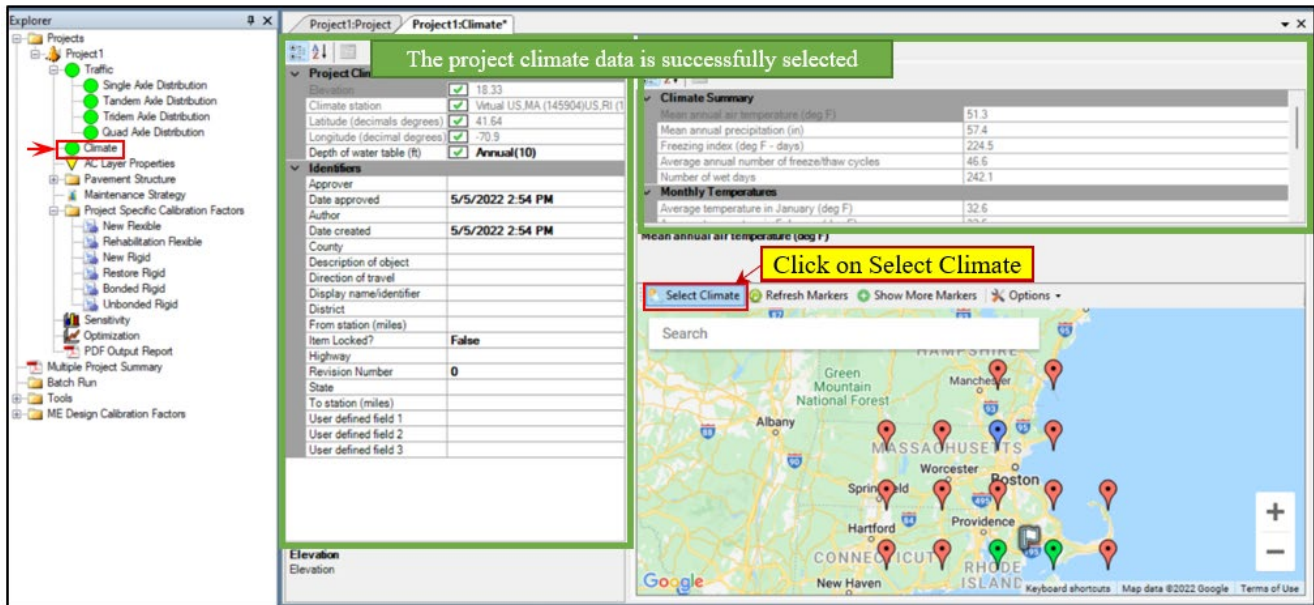 Explorer
Projects
Project1
Traffic
Single Axle Distribution
Tandem Axle Distribution
Tridem Axle Distribution
Quad Axle Distribution
Climate
AC Layer Properties
Pavement Structure
Maintenance Strategy
Project Specific Calibration Factors
New Flexible
Rehabilitation Flexible
New Rigid
Restore Rigid
Bonded Rigid
Unbonded Rigid
Sensitivity
Optimization
PDF Output Report
Multiple Project Summary
Batch Run
Tools
ME Design Calibration Factors
Project1:Project Project1:Climate*
The project climate data is successfully selected
Project Clim
Elevation 18.33
Climate station Virtual US,MA (145904)US,RI (1
Latitude (decimals degrees) 41.64
Longitude (decimal degrees) -70.9
Depth of water table (ft) Annual(10)
Identifiers
Approver
Date approved 5/5/2022 2:54 PM
Author
Date created 5/5/2022 2:54 PM
County
Description of object
Direction of travel
Display name/identifier
District
From station (miles)
Item Locked? False
Highway
Revision Number 0
State
To station (miles)
User defined field 1
User defined field 2
User defined field 3
Elevation
Elevation
Climate Summary
Mean annual air temperature (deg F) 51.3
Mean annual precipitation (in) 57.4
Freezing index (deg F - days) 224.5
Average annual number of freeze/thaw cycles 46.6
Number of wet days 242.1
Monthly Temperatures
Average temperature in January (deg F) 32.6
Mean annual air temperature (deg F)
Click on Select Climate
Select Climate Refresh Markers Show More Markers Options
Search
HAMPSHIRE
Green
Mountain
National Forest
Manchester
93
Albany
88
95
MASSACHUSETTS
90
Worcester
Boston
Springfield
495
Hartford
84
Providence
CONNECTICUT
RHODE
ISLAND
New Haven
Google
Keyboard shortcuts Map data ©2022 Google Terms of Use